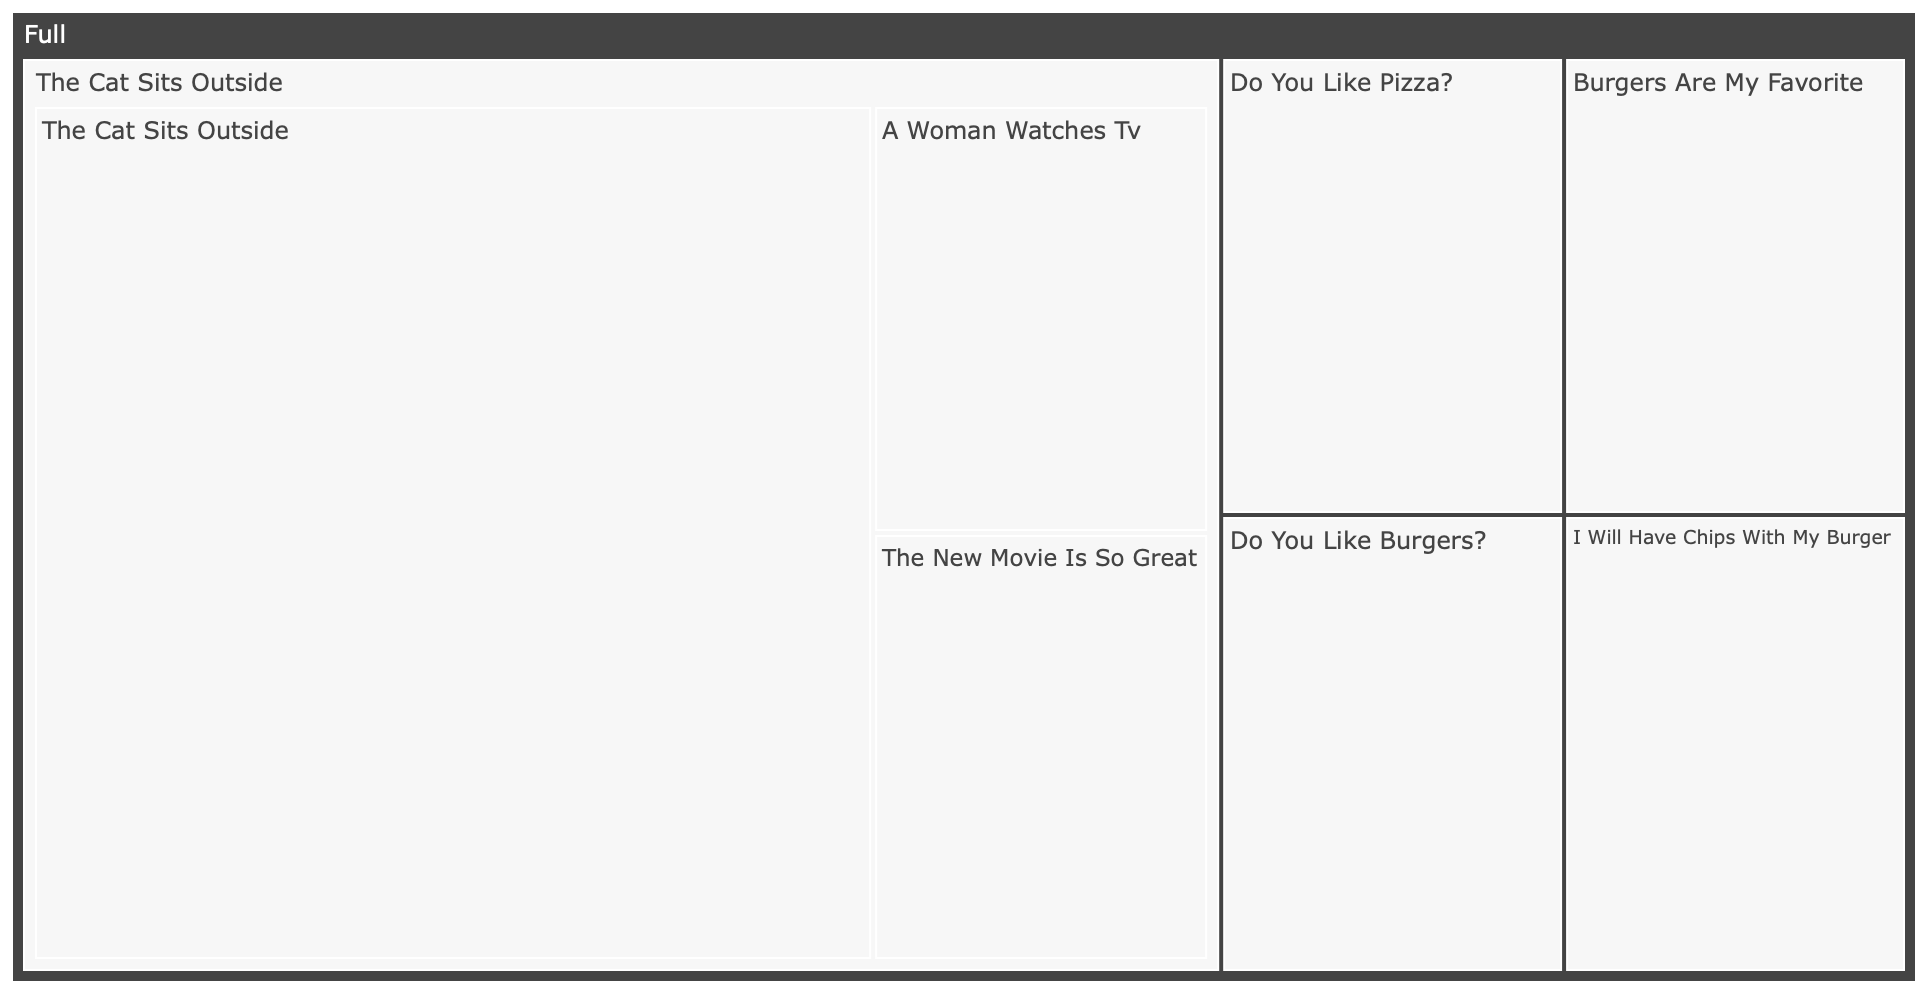 Full
The Cat Sits Outside
The Cat Sits Outside
A Woman Watches Tv
The New Movie Is So Great
Do You Like Pizza?
Burgers Are My Favorite
Do You Like Burgers?
I Will Have Chips With My Burger